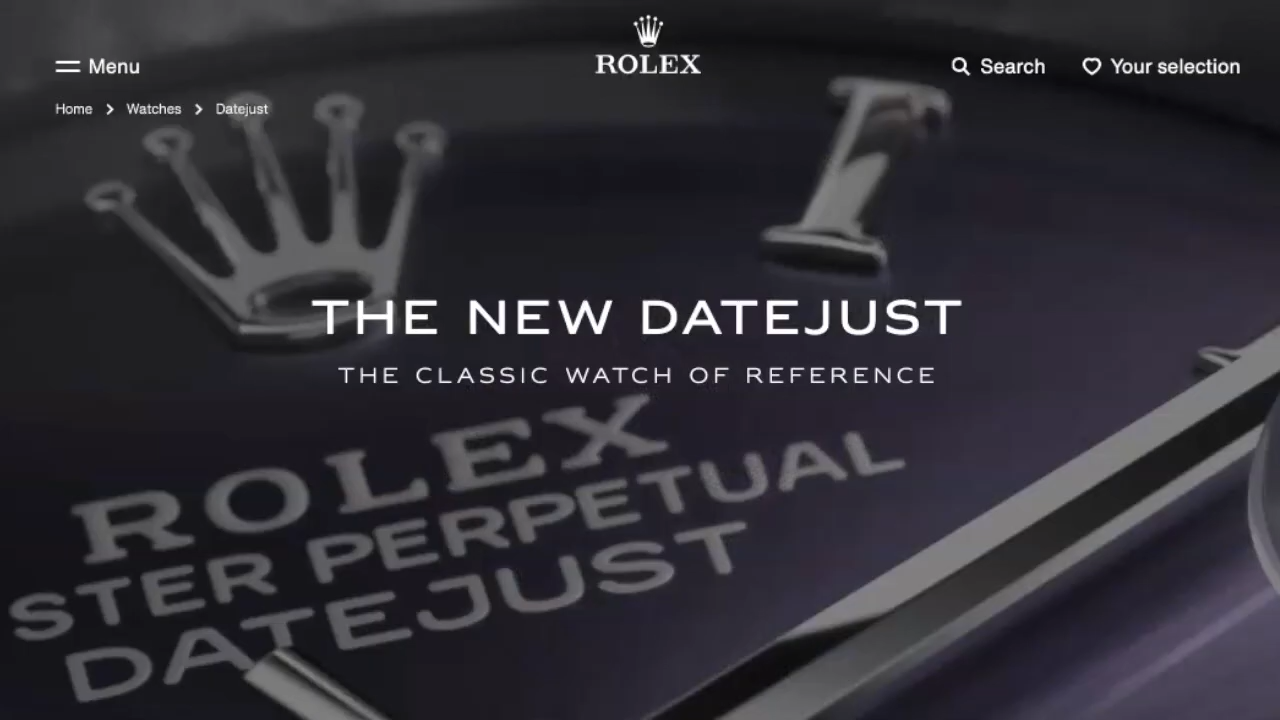 ROLEX
Menu
Search
Your selection
Home > Watches > Datejust
I
THE NEW DATEJUST
THE CLASSIC WATCH OF REFERENCE
ROLEX
STER PERPETUAL
DATEJUST